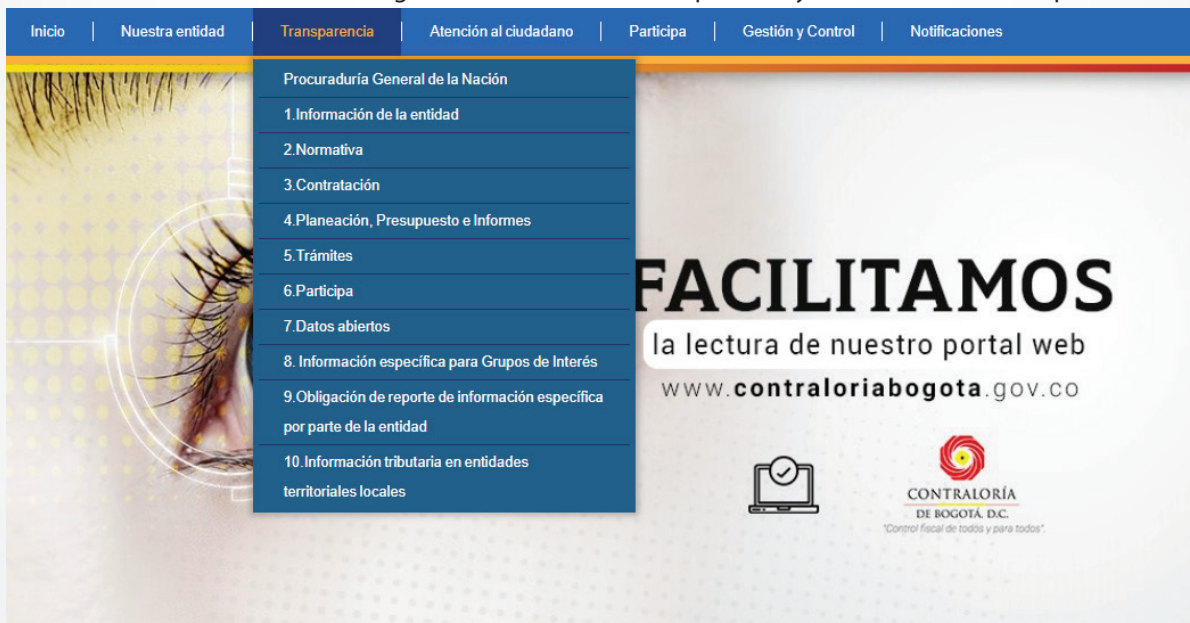 Inicio
Nuestra entidad
Transparencia
Atención al ciudadano
Participa
Gestión y Control
Notificaciones
Procuraduría General de la Nación
1.Información de la entidad
2.Normativa
3.Contratación
4.Planeación, Presupuesto e Informes
5.Trámites
6.Participa
7.Datos abiertos
8. Información específica para Grupos de Interés
9.Obligación de reporte de información específica
por parte de la entidad
10.Información tributaria en entidades
territoriales locales
FACILITAMOS
la lectura de nuestro portal web
www.contraloriabogota.gov.co
CONTRALORÍA
DE BOGOTÁ, D.C.
"Control fiscal de todos y para todos".